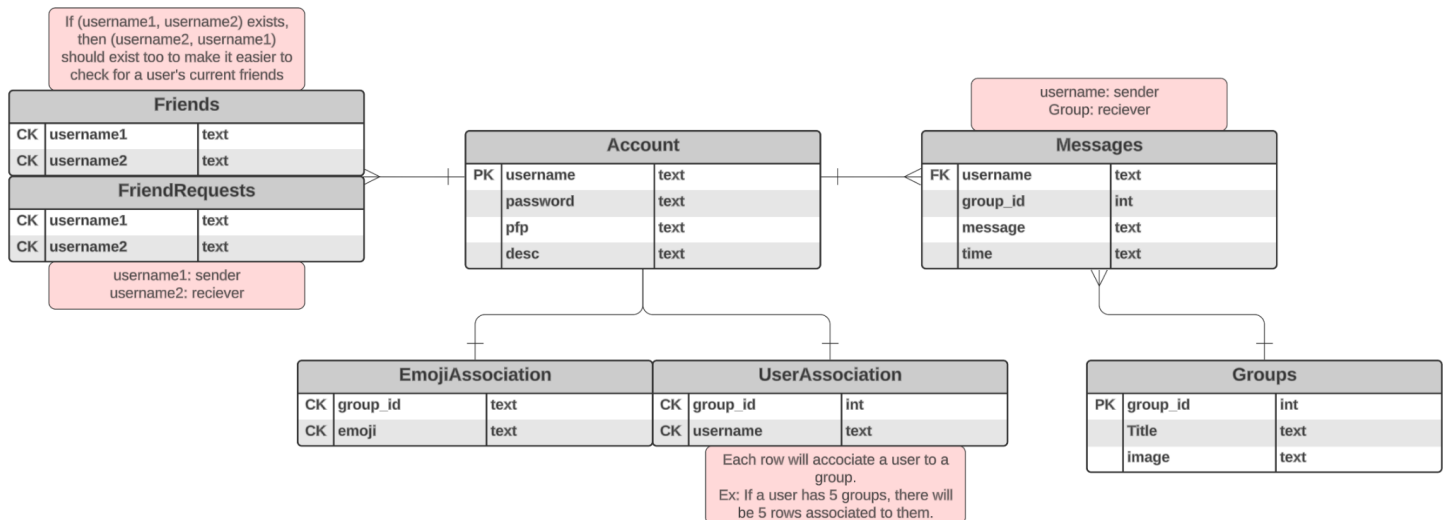 If (username1, username2) exists,
then (username2, username1)
should exist too to make it easier to
check for a user's current friends
Friends
CK username1 text
CK username2 text
FriendRequests
CK username1 text
CK username2 text
username1: sender
username2: reciever
Account
PK username text
password text
pfp text
desc text
username: sender
Group: reciever
Messages
FK username text
group_id int
message text
time text
EmojiAssociation
CK group_id text
CK emoji text
UserAssociation
CK group_id int
CK username text
Each row will accociate a user to a
group.
Ex: If a user has 5 groups, there will
be 5 rows associated to them.
Groups
PK group_id int
Title text
image text